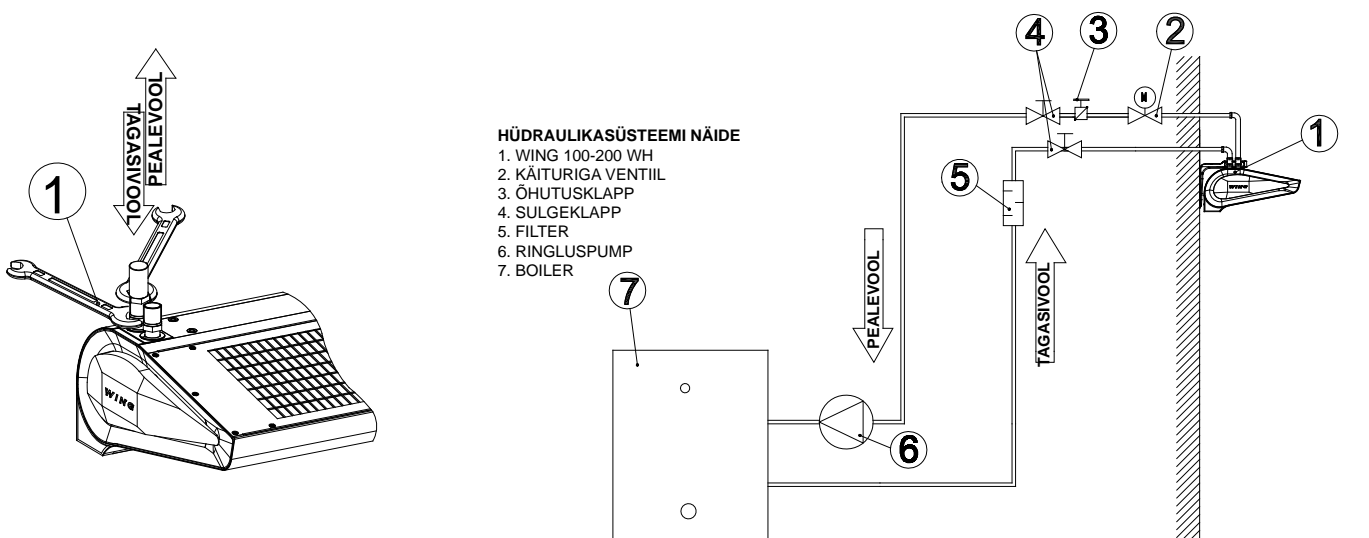 TAGASIVOOL
PEALEVOOL
1
WING
HÜDRAULIKASÜSTEEMI NÄIDE
1. WING 100-200 WH
2. KÄITURIGA VENTIIL
3. ÕHUTUSKLAPP
4. SULGEKLAPP
5. FILTER
6. RINGLUSPUMP
7. BOILER
4
3
2
M
1
WING
5
PEALEVOOL
TAGASIVOOL
7
6